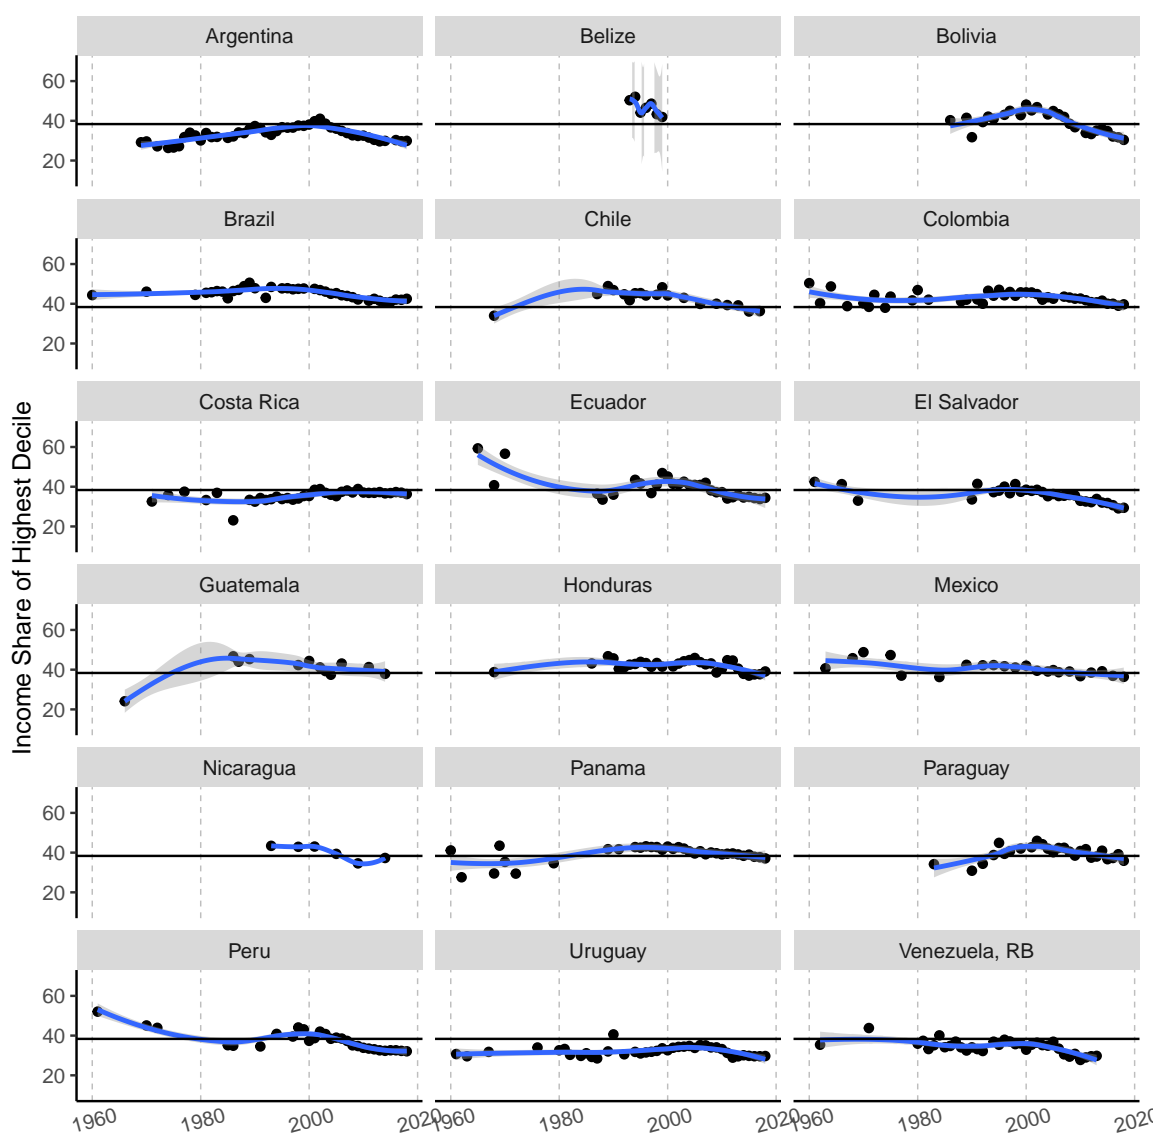 Argentina
Belize
Bolivia
60
40
20
Brazil
Chile
Colombia
60
40
20
Costa Rica
Ecuador
El Salvador
60
40
20
Income Share of Highest Decile
Guatemala
Honduras
Mexico
60
40
20
Nicaragua
Panama
Paraguay
60
40
20
Peru
Uruguay
Venezuela, RB
60
40
20
1960
1980
2000
2020
1960
1980
2000
2020
1960
1980
2000
2020